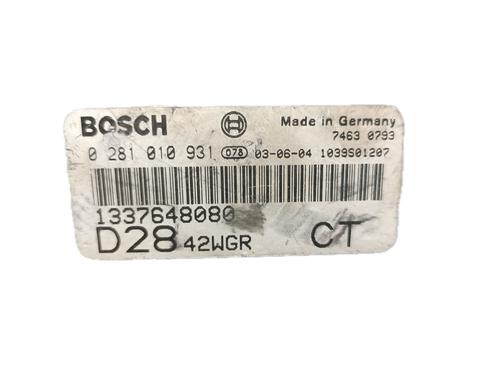 BOSCH Made in Germany
7463 0793
0 281 010 931 078 03-06-04 1039S01207
1337648080
D28 42WGR CT